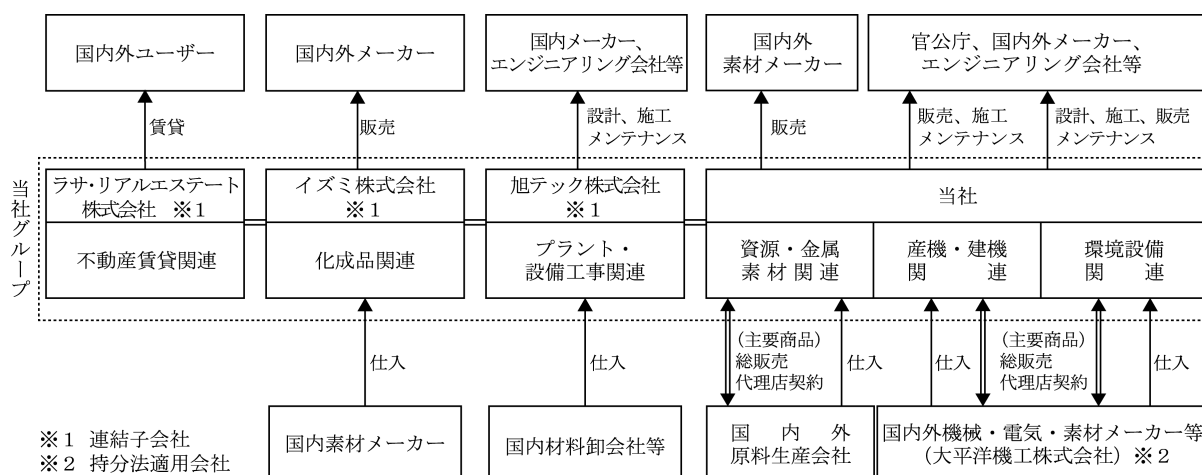 国内外ユーザー
国内外メーカー
国内メーカー、
エンジニアリング会社等
国内外
素材メーカー
官公庁、国内外メーカー、
エンジニアリング会社等
賃貸
販売
設計、施工
メンテナンス
販売
販売、施工
メンテナンス
設計、施工、販売
メンテナンス
当社グループ
ラサ・リアルエステート
株式会社 ※1
イズミ株式会社
※1
旭テック株式会社
※1
当社
不動産賃貸関連
化成品関連
プラント・
設備工事関連
資源・金属
素材関連
産機・建機
関連
環境設備
関連
仕入
仕入
(主要商品)
総販売
代理店契約
仕入
仕入
(主要商品)
総販売
代理店契約
仕入
国内素材メーカー
国内材料卸会社等
国内外
原料生産会社
国内外機械・電気・素材メーカー等
(大平洋機工株式会社)※2
※1 連結子会社
※2 持分法適用会社